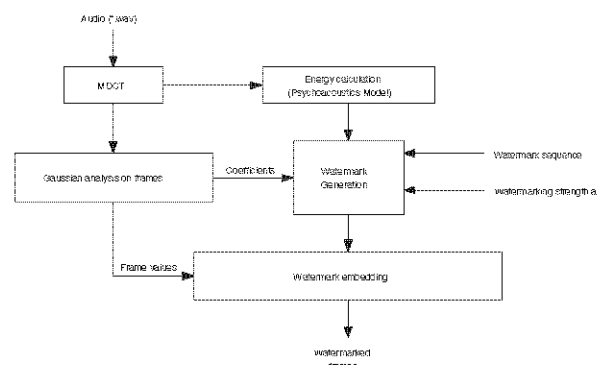 Audio (*.wav)
MDCT
Energy calculation
(Psychoacoustics Model)
Gaussian analysis on frames
Coefficients
Watermark
Generation
Watermark sequence
Watermarking strength a
Frame values
Watermark embedding
Watermarked